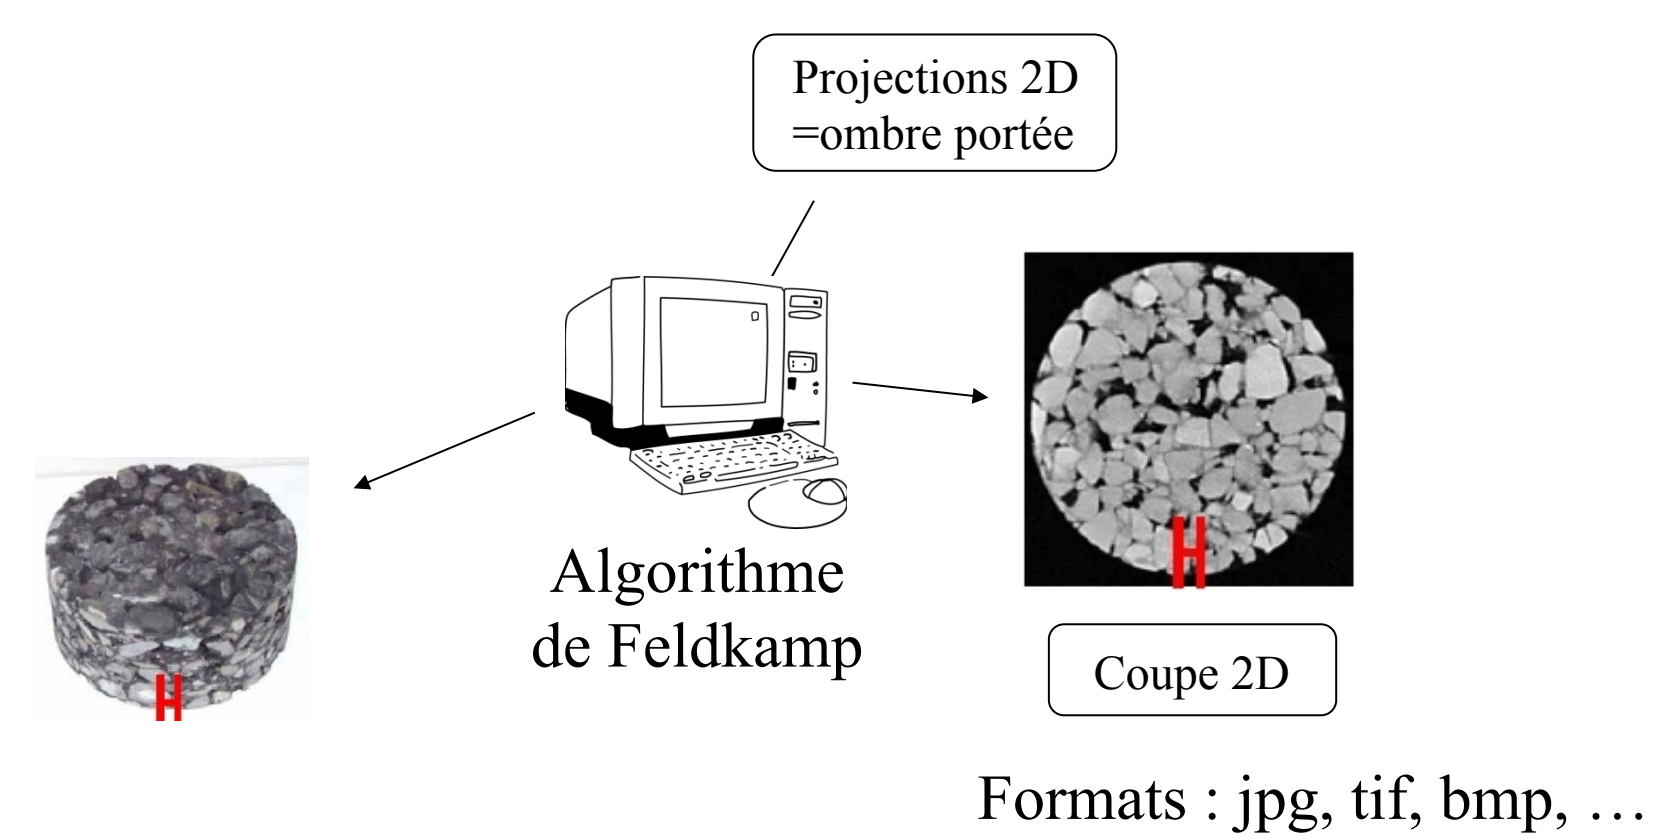 Projections 2D
=ombre portée
Algorithme
de Feldkamp
H
H
Coupe 2D
Formats : jpg, tif, bmp, …